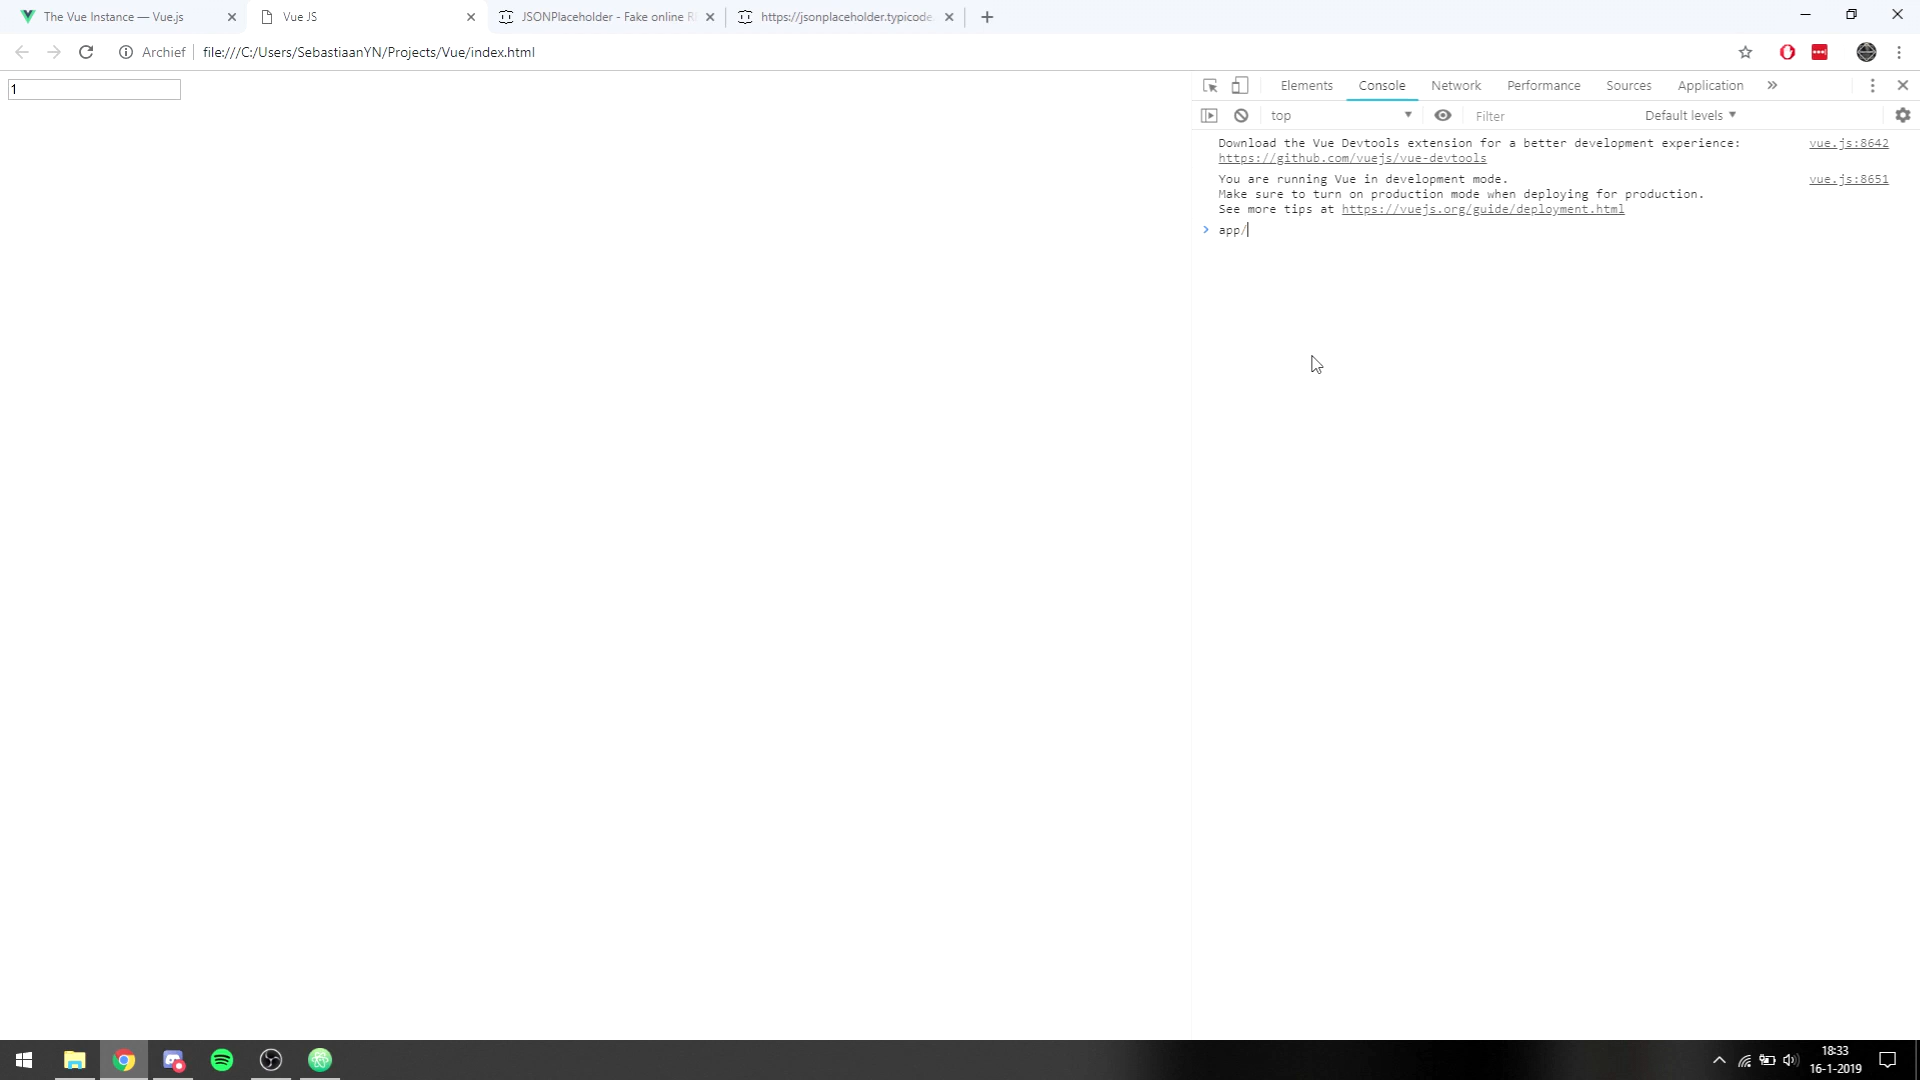 The Vue Instance — Vue.js
Vue JS
JSONPlaceholder - Fake online R
https://jsonplaceholder.typicode.
Archief
file:///C:/Users/SebastiaanYN/Projects/Vue/index.html
1
Elements
Console
Network
Performance
Sources
Application
top
Filter
Default levels
Download the Vue Devtools extension for a better development experience:
vue.js:8642
https://github.com/vuejs/vue-devtools
You are running Vue in development mode.
vue.js:8651
Make sure to turn on production mode when deploying for production.
See more tips at https://vuejs.org/guide/deployment.html
> app/
18:33
16-1-2019